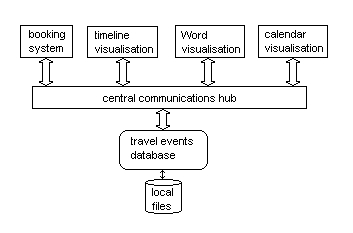 booking
system
timeline
visualisation
Word
visualisation
calendar
visualisation
central communications hub
travel events
database
local
files